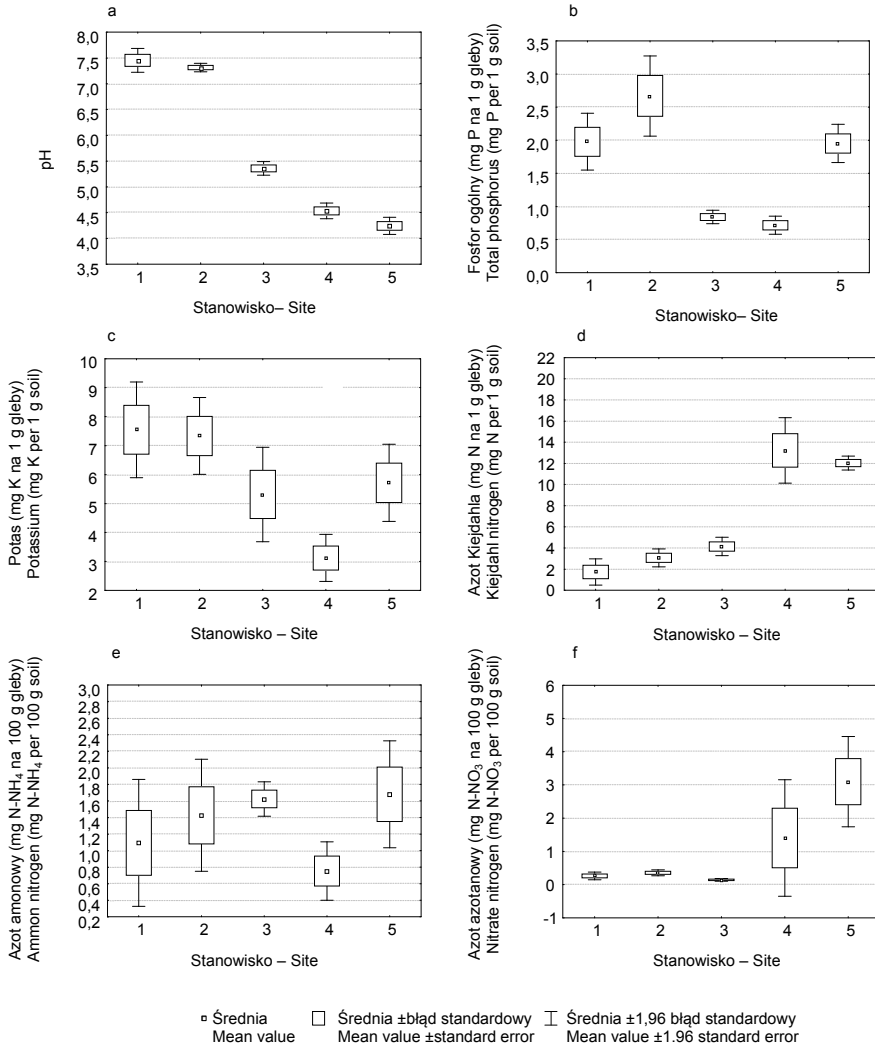 a
8,0
7,5
7,0
6,5
6,0
5,5
5,0
4,5
4,0
3,5
pH
1 2 3 4 5
Stanowisko– Site
b
3,5
3,0
2,5
2,0
1,5
1,0
0,5
0,0
Fosfor ogólny (mg P na 1 g gleby)
Total phosphorus (mg P per 1 g soil)
1 2 3 4 5
Stanowisko– Site
c
10
9
8
7
6
5
4
3
2
Potas (mg K na 1 g gleby)
Potassium (mg K per 1 g soil)
1 2 3 4 5
Stanowisko – Site
d
22
20
18
16
14
12
10
8
6
4
2
0
Azot Kiejdahla (mg N na 1 g gleby)
Kiejdahl nitrogen (mg N per 1 g soil)
1 2 3 4 5
Stanowisko – Site
e
3,0
2,8
2,6
2,4
2,2
2,0
1,8
1,6
1,4
1,2
1,0
0,8
0,6
0,4
0,2
Azot amonowy (mg N-NH4 na 100 g gleby)
Ammon nitrogen (mg N-NH4 per 100 g soil)
1 2 3 4 5
Stanowisko – Site
f
6
5
4
3
2
1
0
-1
Azot azotanowy (mg N-NO3 na 100 g gleby)
Nitrate nitrogen (mg N-NO3 per 100 g soil)
1 2 3 4 5
Stanowisko – Site
Średnia
Mean value
Średnia ±błąd standardowy
Mean value ±standard error
Średnia ±1,96 błąd standardowy
Mean value ±1.96 standard error